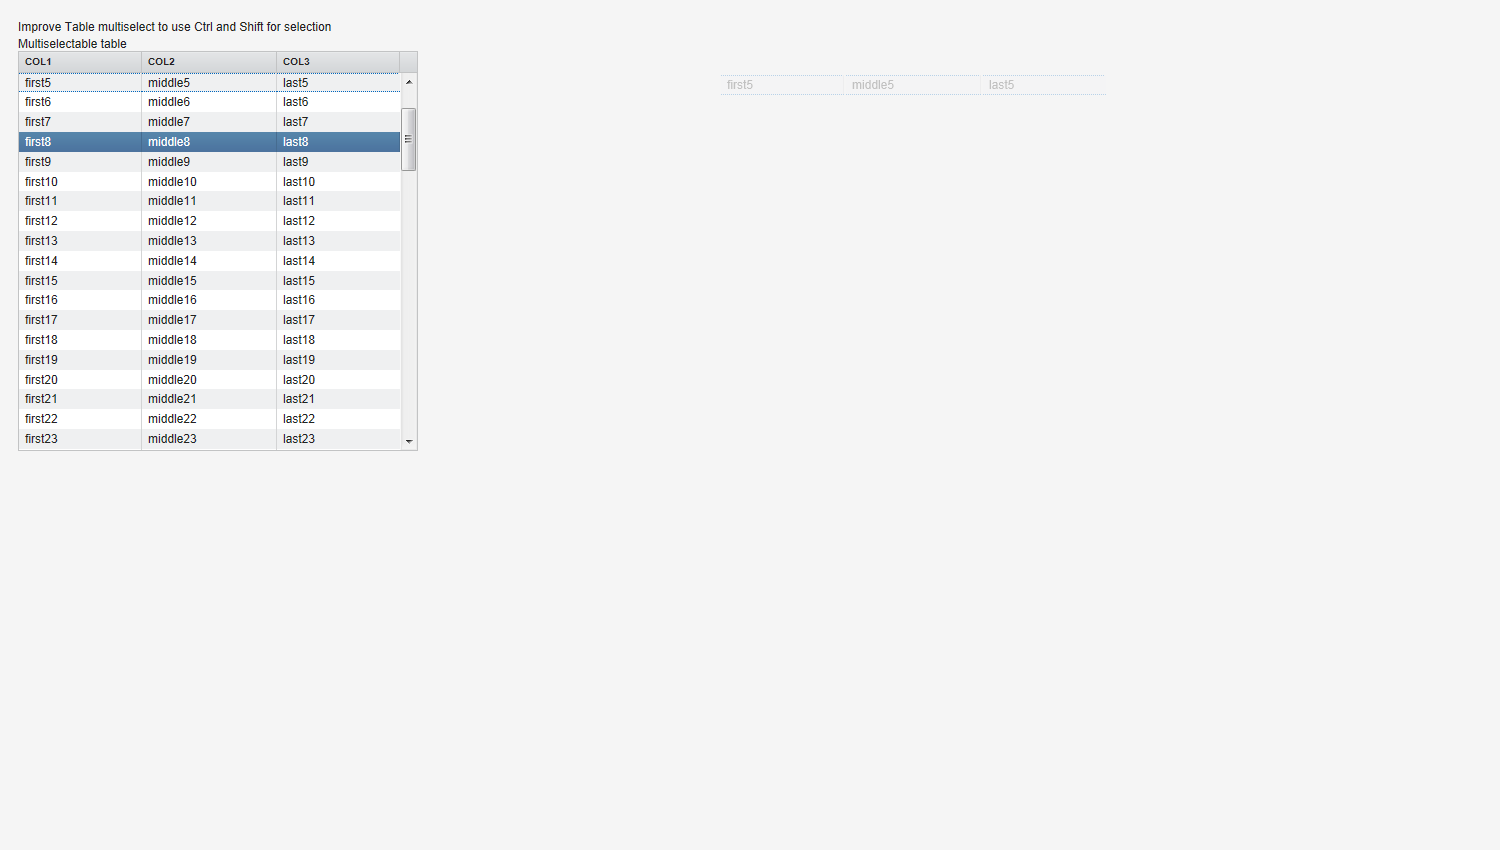 Improve Table multiselect to use Ctrl and Shift for selection
Multiselectable table
COL1 COL2 COL3
first5 middle5 last5
first5 middle5 last5
first6 middle6 last6
first7 middle7 last7
first8 middle8 last8
first9 middle9 last9
first10 middle10 last10
first11 middle11 last11
first12 middle12 last12
first13 middle13 last13
first14 middle14 last14
first15 middle15 last15
first16 middle16 last16
first17 middle17 last17
first18 middle18 last18
first19 middle19 last19
first20 middle20 last20
first21 middle21 last21
first22 middle22 last22
first23 middle23 last23